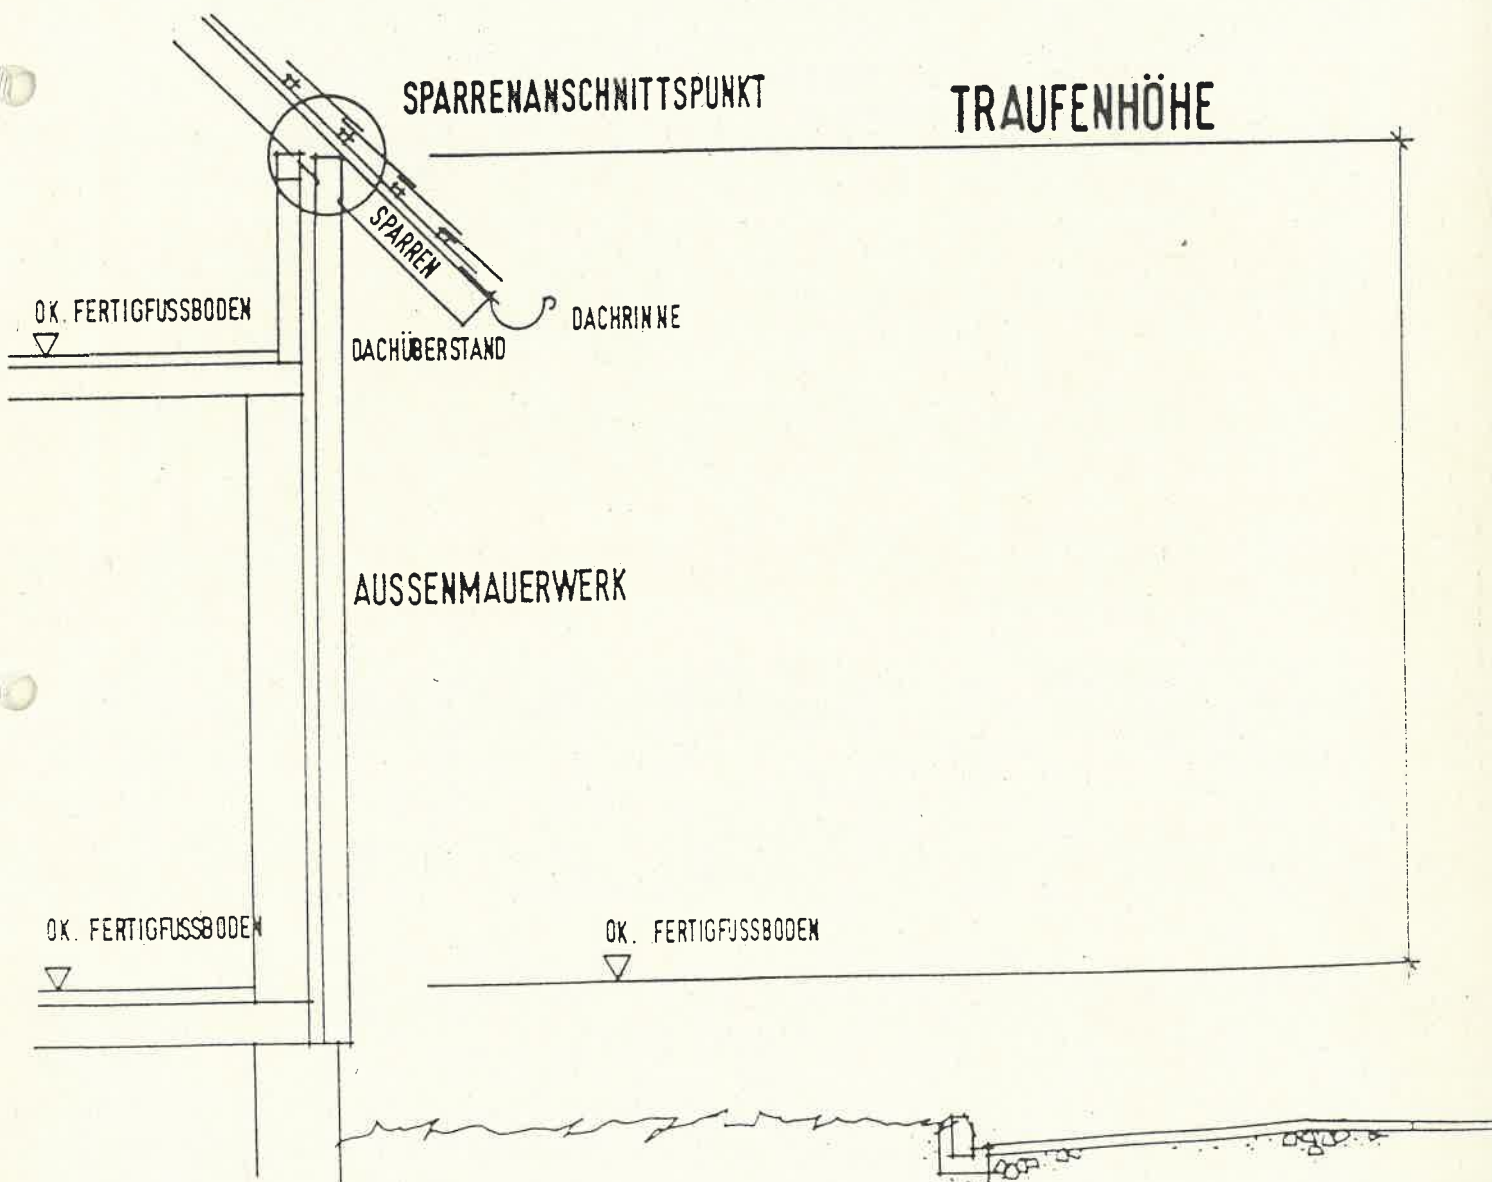 SPARRENANSCHNITTSPUNKT
TRAUFENHÖHE
SPARREN
OK. FERTIGFUSSBODEN
DACHRINNE
DACHÜBERSTAND
AUSSENMAUERWERK
OK. FERTIGFUSSBODEN
OK. FERTIGFUSSBODEN